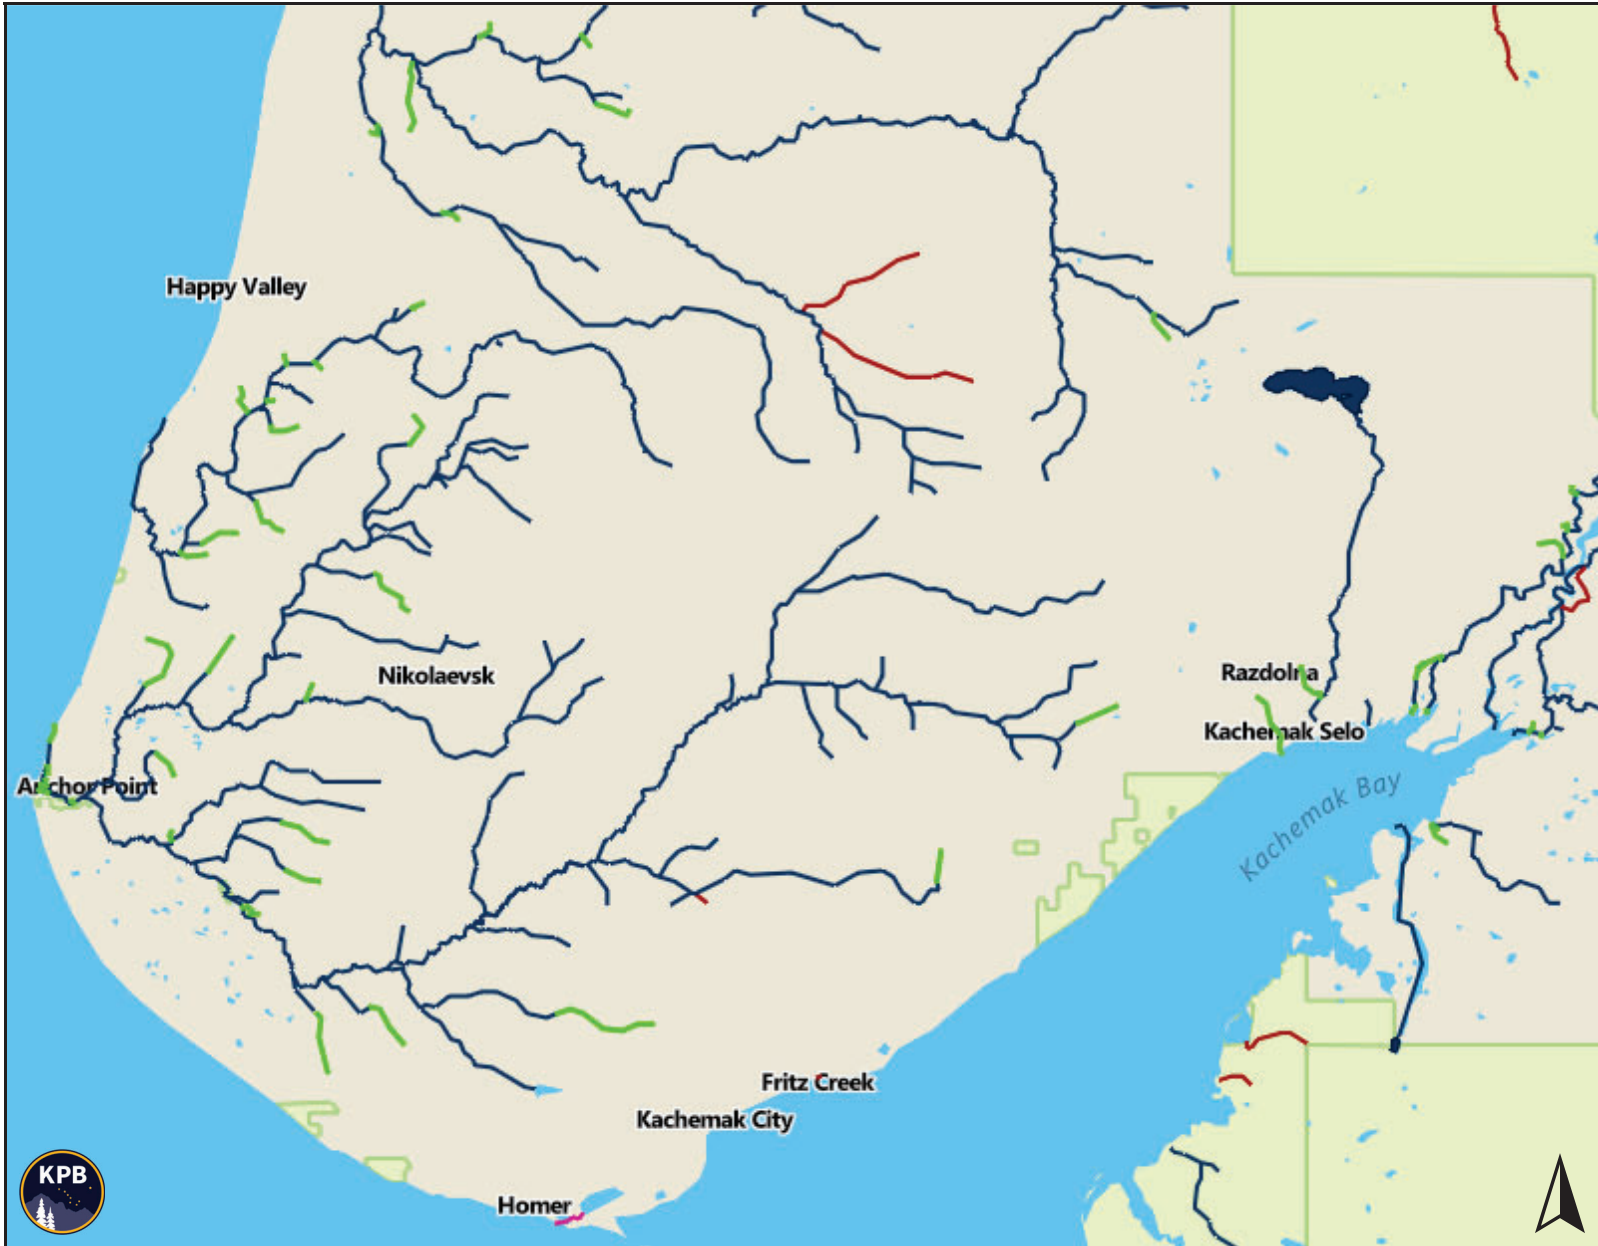 Happy Valley
Nikolaevsk
Razdolna
Kachemak Selo
Anchor Point
Kachemak Bay
Fritz Creek
Kachemak City
KPB
Homer